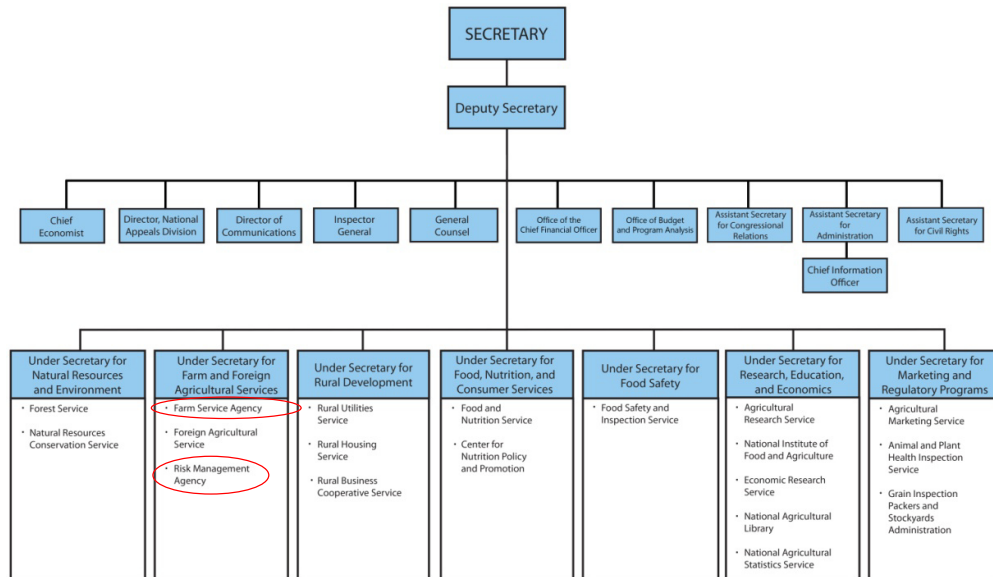 SECRETARY
Deputy Secretary
Chief
Economist
Director, National
Appeals Division
Director of
Communications
Inspector
General
General
Counsel
Office of the
Chief Financial Officer
Office of Budget
and Program Analysis
Assistant Secretary
for Congressional
Relations
Assistant Secretary
for
Administration
Assistant Secretary
for Civil Rights
Chief Information
Officer
Under Secretary for
Natural Resources
and Environment
· Forest Service
· Natural Resources
Conservation Service
Under Secretary for
Farm and Foreign
Agricultural Services
· Farm Service Agency
· Foreign Agricultural
Service
· Risk Management
Agency
Under Secretary for
Rural Development
· Rural Utilities
Service
· Rural Housing
Service
· Rural Business
Cooperative Service
Under Secretary for
Food, Nutrition, and
Consumer Services
· Food and
Nutrition Service
· Center for
Nutrition Policy
and Promotion
Under Secretary for
Food Safety
· Food Safety and
Inspection Service
Under Secretary for
Research, Education,
and Economics
· Agricultural
Research Service
· National Institute of
Food and Agriculture
· Economic Research
Service
· National Agricultural
Library
· National Agricultural
Statistics Service
Under Secretary for
Marketing and
Regulatory Programs
· Agricultural
Marketing Service
· Animal and Plant
Health Inspection
Service
· Grain Inspection
Packers and
Stockyards
Administration